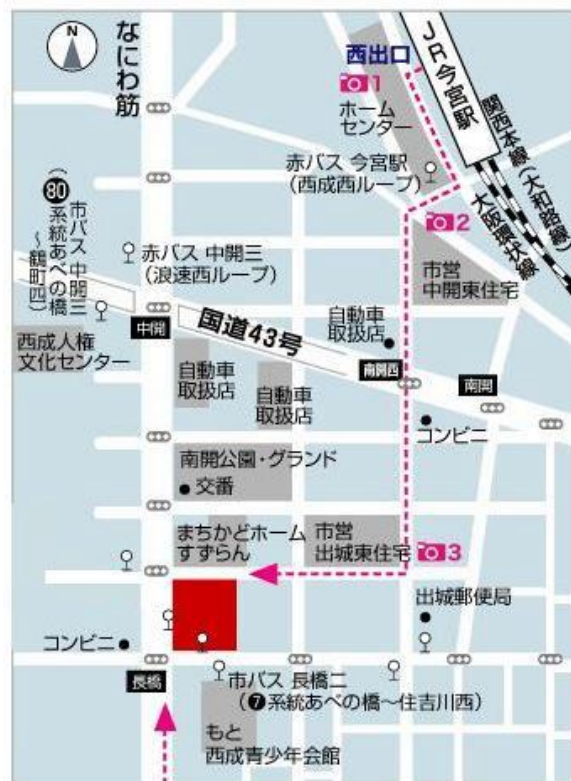 N
なにわ筋
西出口
1
ホーム
センター
JR今宮駅
関西本線(大和路線)
大阪環状線
赤バス 今宮駅
(西成西ループ)
2
市営
中開東住宅
市バス 中開三
(80系統あべの橋
~鶴町四)
赤バス 中開三
(浪速西ループ)
中開
国道43号
西成人権
文化センター
自動車
取扱店
自動車
取扱店
自動車
取扱店
南開西
南開
コンビニ
南開公園・グランド
交番
まちかどホーム
すずらん
市営
出城東住宅
3
出城郵便局
コンビニ
長橋
市バス 長橋二
(7系統あべの橋~住吉川西)
もと
西成青少年会館